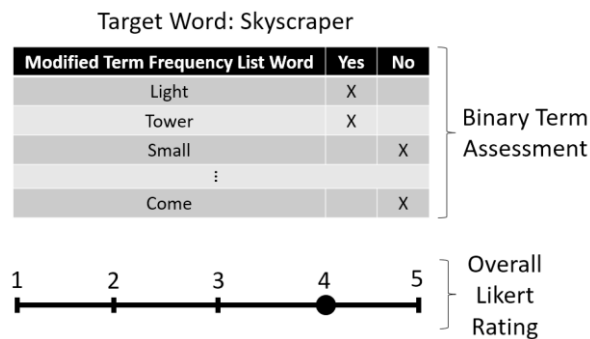 Target Word: Skyscraper
Modified Term Frequency List Word Yes No
Light X
Tower X
Small X
⋮
Come X
Binary Term
Assessment
1 2 3 4 5
Overall
Likert
Rating